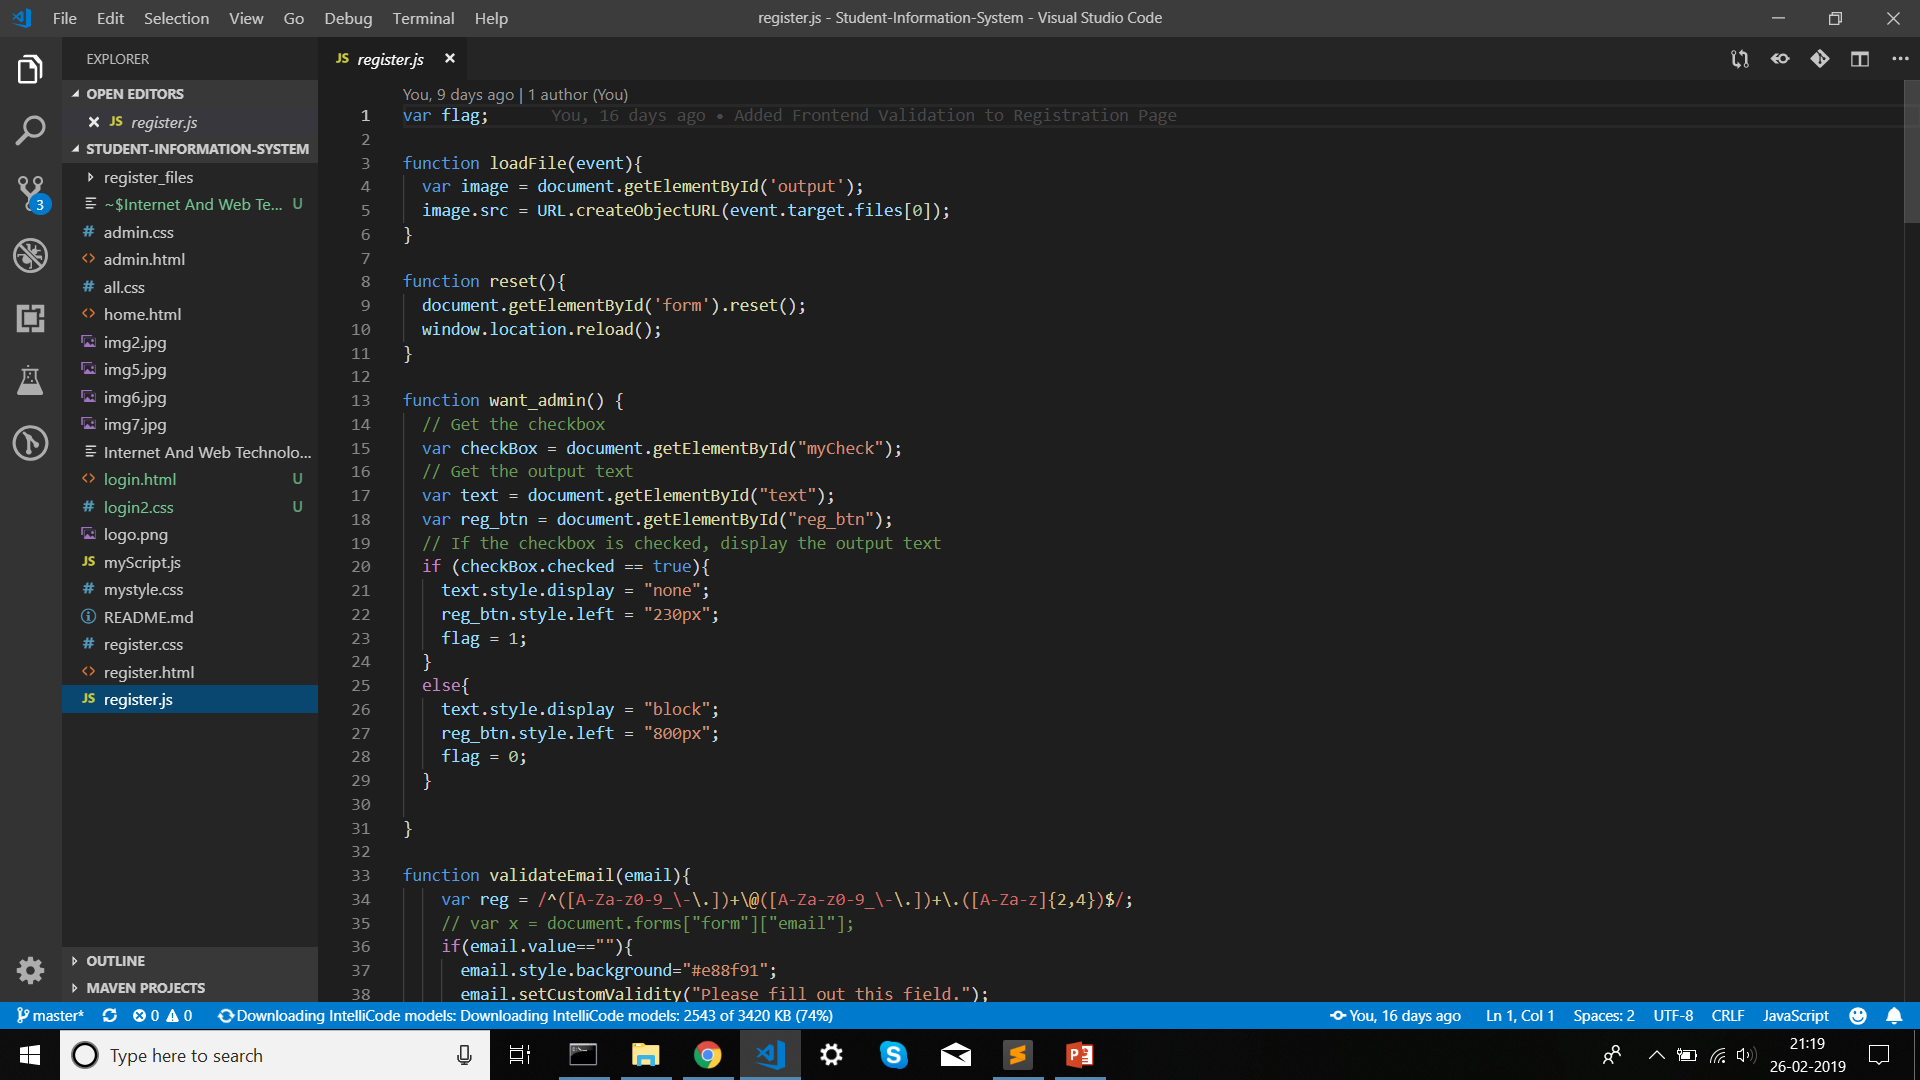 File Edit Selection View Go Debug Terminal Help
register.js - Student-Information-System - Visual Studio Code
EXPLORER
OPEN EDITORS
JS register.js
STUDENT-INFORMATION-SYSTEM
register_files
~$Internet And Web Te... U
# admin.css
<> admin.html
# all.css
<> home.html
img2.jpg
img5.jpg
img6.jpg
img7.jpg
Internet And Web Technolo...
<> login.html U
# login2.css U
logo.png
JS myScript.js
# mystyle.css
README.md
# register.css
<> register.html
JS register.js
OUTLINE
MAVEN PROJECTS
3
JS register.js
You, 9 days ago | 1 author (You)
1 var flag; You, 16 days ago • Added Frontend Validation to Registration Page
2
3 function loadFile(event){
4 var image = document.getElementById('output');
5 image.src = URL.createObjectURL(event.target.files[0]);
6 }
7
8 function reset(){
9 document.getElementById('form').reset();
10 window.location.reload();
11 }
12
13 function want_admin() {
14 // Get the checkbox
15 var checkBox = document.getElementById("myCheck");
16 // Get the output text
17 var text = document.getElementById("text");
18 var reg_btn = document.getElementById("reg_btn");
19 // If the checkbox is checked, display the output text
20 if (checkBox.checked == true){
21 text.style.display = "none";
22 reg_btn.style.left = "230px";
23 flag = 1;
24 }
25 else{
26 text.style.display = "block";
27 reg_btn.style.left = "800px";
28 flag = 0;
29 }
30
31 }
32
33 function validateEmail(email){
34 var reg = /^([A-Za-z0-9_\-\.])+\@([A-Za-z0-9_\-\.])+\.([A-Za-z]{2,4})$/;
35 // var x = document.forms["form"]["email"];
36 if(email.value==""){
37 email.style.background="#e88f91";
38 email.setCustomValidity("Please fill out this field.");
master* 0 0 Downloading IntelliCode models: Downloading IntelliCode models: 2543 of 3420 KB (74%)
You, 16 days ago Ln 1, Col 1 Spaces: 2 UTF-8 CRLF JavaScript
Type here to search
21:19
26-02-2019